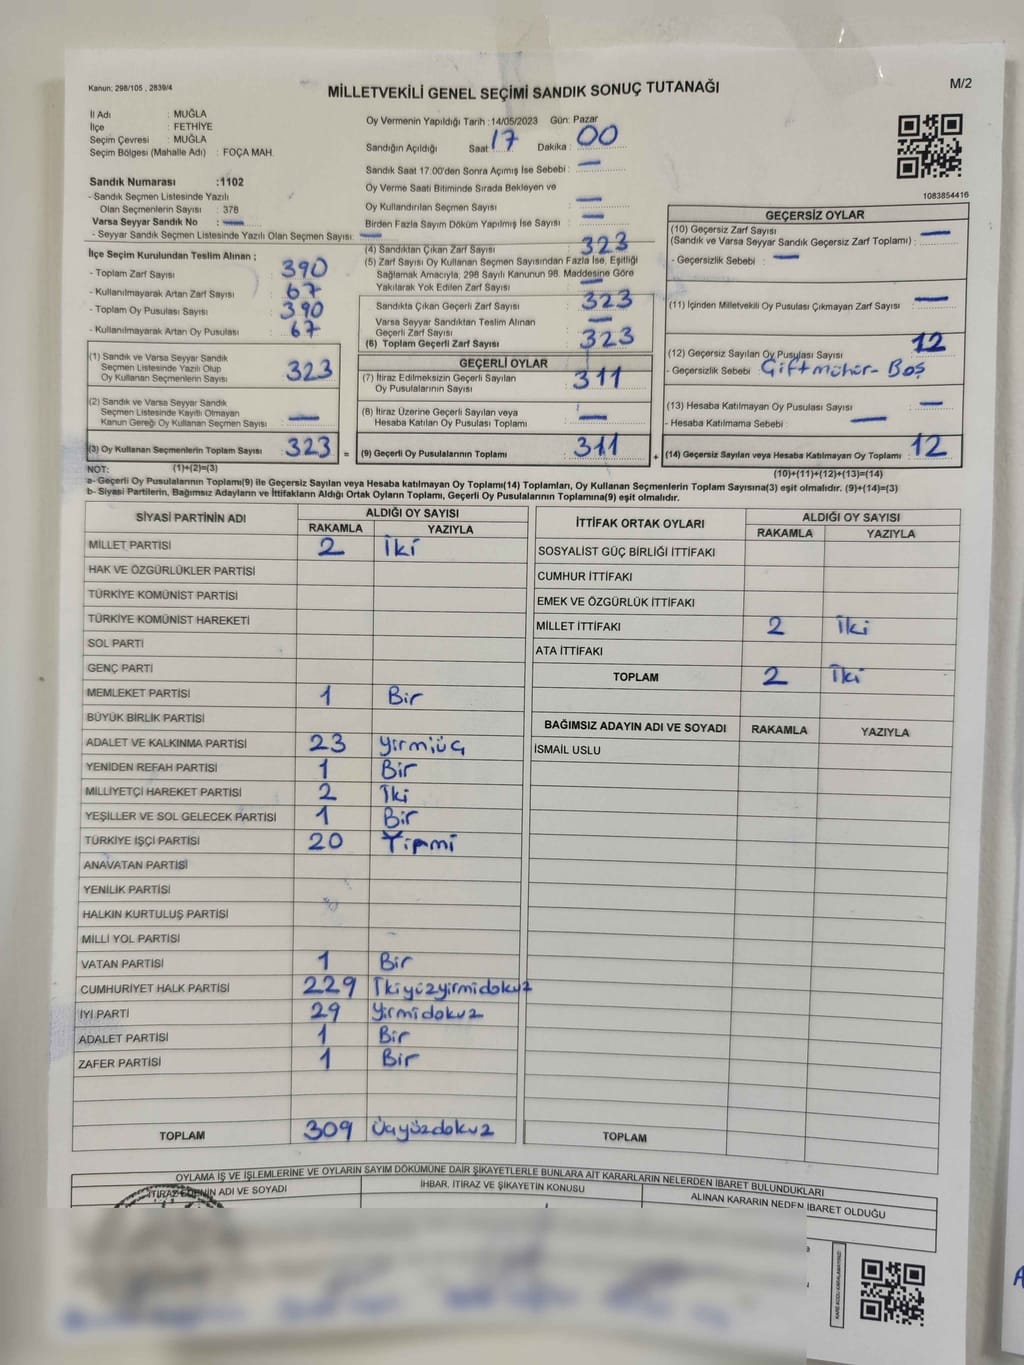 Kanun: 298/105 , 2839/4
MİLLETVEKİLİ GENEL SEÇİMİ SANDIK SONUÇ TUTANAĞI
M/2
İl Adı : MUĞLA
İlçe : FETHİYE
Seçim Çevresi : MUĞLA
Seçim Bölgesi (Mahalle Adı) : FOÇA MAH.
Sandık Numarası :1102
- Sandık Seçmen Listesinde Yazılı
Olan Seçmenlerin Sayısı : 378
Varsa Seyyar Sandık No : —
- Seyyar Sandık Seçmen Listesinde Yazılı Olan Seçmen Sayısı: —
İlçe Seçim Kurulundan Teslim Alınan ;
- Toplam Zarf Sayısı : 390
- Kullanılmayarak Artan Zarf Sayısı : 67
- Toplam Oy Pusulası Sayısı : 390
- Kullanılmayarak Artan Oy Pusulası : 67
(1) Sandık ve Varsa Seyyar Sandık
Seçmen Listesinde Yazılı Olup
Oy Kullanan Seçmenlerin Sayısı : 323
(2) Sandık ve Varsa Seyyar Sandık
Seçmen Listesinde Kayıtlı Olmayan
Kanun Gereği Oy Kullanan Seçmen Sayısı : —
(3) Oy Kullanan Seçmenlerin Toplam Sayısı : 323 =
Oy Vermenin Yapıldığı Tarih :14/05/2023 Gün: Pazar
Sandığın Açıldığı Saat : 17 Dakika : 00
Sandık Saat 17:00'den Sonra Açımış İse Sebebi : —
Oy Verme Saati Bitiminde Sırada Bekleyen ve
Oy Kullandırılan Seçmen Sayısı : —
Birden Fazla Sayım Döküm Yapılmış İse Sayısı : —
(4) Sandıktan Çıkan Zarf Sayısı : 323
(5) Zarf Sayısı Oy Kullanan Seçmen Sayısından Fazla İse, Eşitliği
Sağlamak Amacıyla, 298 Sayılı Kanunun 98. Maddesine Göre
Yakılarak Yok Edilen Zarf Sayısı : —
Sandıkta Çıkan Geçerli Zarf Sayısı : 323
Varsa Seyyar Sandıktan Teslim Alınan
Geçerli Zarf Sayısı : —
(6) Toplam Geçerli Zarf Sayısı : 323
GEÇERLİ OYLAR
(7) İtiraz Edilmeksizin Geçerli Sayılan
Oy Pusulalarının Sayısı : 311
(8) İtiraz Üzerine Geçerli Sayılan veya
Hesaba Katılan Oy Pusulası Toplamı : —
(9) Geçerli Oy Pusulalarının Toplamı : 311 +
1083854416
GEÇERSİZ OYLAR
(10) Geçersiz Zarf Sayısı
(Sandık ve Varsa Seyyar Sandık Geçersiz Zarf Toplamı) : —
- Geçersizlik Sebebi : —
(11) İçinden Milletvekili Oy Pusulası Çıkmayan Zarf Sayısı : —
(12) Geçersiz Sayılan Oy Pusulası Sayısı : 12
- Geçersizlik Sebebi : Çift mühür - Boş
(13) Hesaba Katılmayan Oy Pusulası Sayısı : —
- Hesaba Katılmama Sebebi : —
(14) Geçersiz Sayılan veya Hesaba Katılmayan Oy Toplamı : 12
NOT: (1)+(2)=(3)
(10)+(11)+(12)+(13)=(14)
a- Geçerli Oy Pusulalarının Toplamı(9) ile Geçersiz Sayılan veya Hesaba katılmayan Oy Toplamı(14) Toplamları, Oy Kullanan Seçmenlerin Toplam Sayısına(3) eşit olmalıdır. (9)+(14)=(3)
b- Siyasi Partilerin, Bağımsız Adayların ve İttifakların Aldığı Ortak Oyların Toplamı, Geçerli Oy Pusulalarının Toplamına(9) eşit olmalıdır.
SİYASİ PARTİNİN ADI ALDIĞI OY SAYISI
RAKAMLA YAZIYLA
MİLLET PARTİSİ 2 İki
HAK VE ÖZGÜRLÜKLER PARTİSİ
TÜRKİYE KOMÜNİST PARTİSİ
TÜRKİYE KOMÜNİST HAREKETİ
SOL PARTİ
GENÇ PARTİ
MEMLEKET PARTİSİ 1 Bir
BÜYÜK BİRLİK PARTİSİ
ADALET VE KALKINMA PARTİSİ 23 yirmiüç
YENİDEN REFAH PARTİSİ 1 Bir
MİLLİYETÇİ HAREKET PARTİSİ 2 İki
YEŞİLLER VE SOL GELECEK PARTİSİ 1 Bir
TÜRKİYE İŞÇİ PARTİSİ 20 Yirmi
ANAVATAN PARTİSİ
YENİLİK PARTİSİ
HALKIN KURTULUŞ PARTİSİ
MİLLİ YOL PARTİSİ
VATAN PARTİSİ 1 Bir
CUMHURİYET HALK PARTİSİ 229 İkiyüzyirmidokuz
İYİ PARTİ 29 Yirmidokuz
ADALET PARTİSİ 1 Bir
ZAFER PARTİSİ 1 Bir
TOPLAM 309 Üçyüzdokuz
İTTİFAK ORTAK OYLARI ALDIĞI OY SAYISI
RAKAMLA YAZIYLA
SOSYALİST GÜÇ BİRLİĞİ İTTİFAKI
CUMHUR İTTİFAKI
EMEK VE ÖZGÜRLÜK İTTİFAKI
MİLLET İTTİFAKI 2 İki
ATA İTTİFAKI
TOPLAM 2 İki
BAĞIMSIZ ADAYIN ADI VE SOYADI RAKAMLA YAZIYLA
İSMAİL USLU
TOPLAM
OYLAMA İŞ VE İŞLEMLERİNE VE OYLARIN SAYIM DÖKÜMÜNE DAİR ŞİKAYETLERLE BUNLARA AİT KARARLARIN NELERDEN İBARET BULUNDUKLARI
İTİRAZ EDENİN ADI VE SOYADI İHBAR, İTİRAZ VE ŞİKAYETİN KONUSU ALINAN KARARIN NEDEN İBARET OLDUĞU